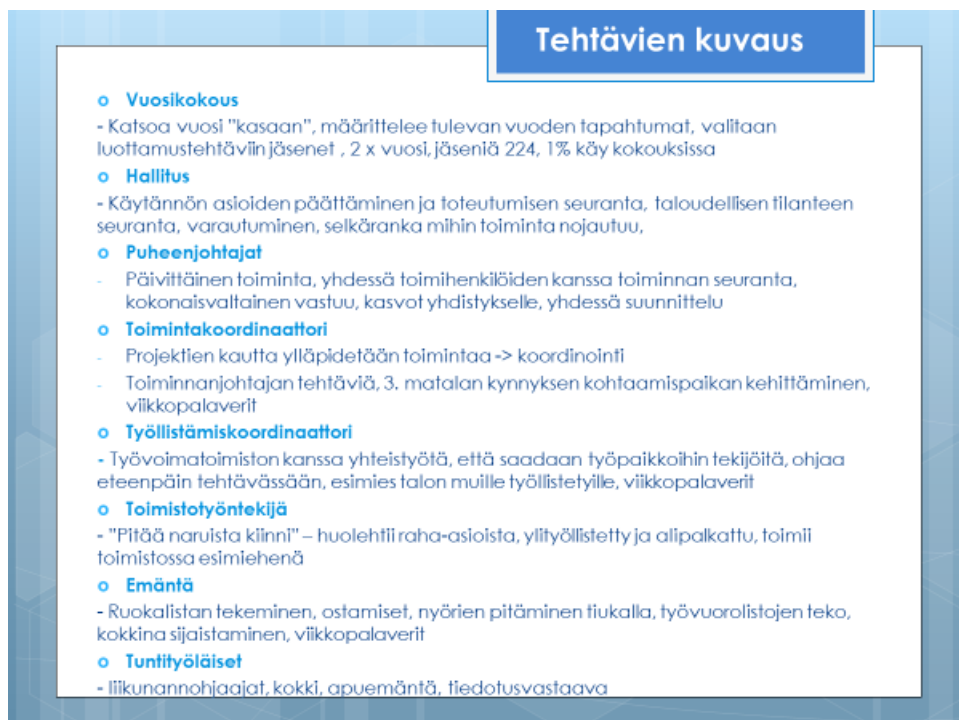 Tehtävien kuvaus
Vuosikokous
- Katsoa vuosi "kasaan", määrittelee tulevan vuoden tapahtumat, valitaan
luottamustehtäviin jäsenet , 2 x vuosi, jäseniä 224, 1% käy kokouksissa
Hallitus
- Käytännön asioiden päättäminen ja toteutumisen seuranta, taloudellisen tilanteen
seuranta, varautuminen, selkäranka mihin toiminta nojautuu,
Puheenjohtajat
- Päivittäinen toiminta, yhdessä toimihenkilöiden kanssa toiminnan seuranta,
kokonaisvaltainen vastuu, kasvot yhdistykselle, yhdessä suunnittelu
Toimintakoordinaattori
- Projektien kautta ylläpidetään toimintaa -> koordinointi
- Toiminnanjohtajan tehtäviä, 3. matalan kynnyksen kohtaamispaikan kehittäminen,
viikkopalaverit
Työllistämiskoordinaattori
- Työvoimatoimiston kanssa yhteistyötä, että saadaan työpaikkoihin tekijöitä, ohjaa
eteenpäin tehtävässään, esimies talon muille työllistetyille, viikkopalaverit
Toimistotyöntekijä
- "Pitää naruista kiinni" – huolehtii raha-asioista, ylityöllistetty ja alipalkattu, toimii
toimistossa esimiehenä
Emäntä
- Ruokalistan tekeminen, ostamiset, nyörien pitäminen tiukalla, työvuorolistojen teko,
kokkina sijaistaminen, viikkopalaverit
Tuntityöläiset
- liikunannohjaajat, kokki, apuemäntä, tiedotusvastaava